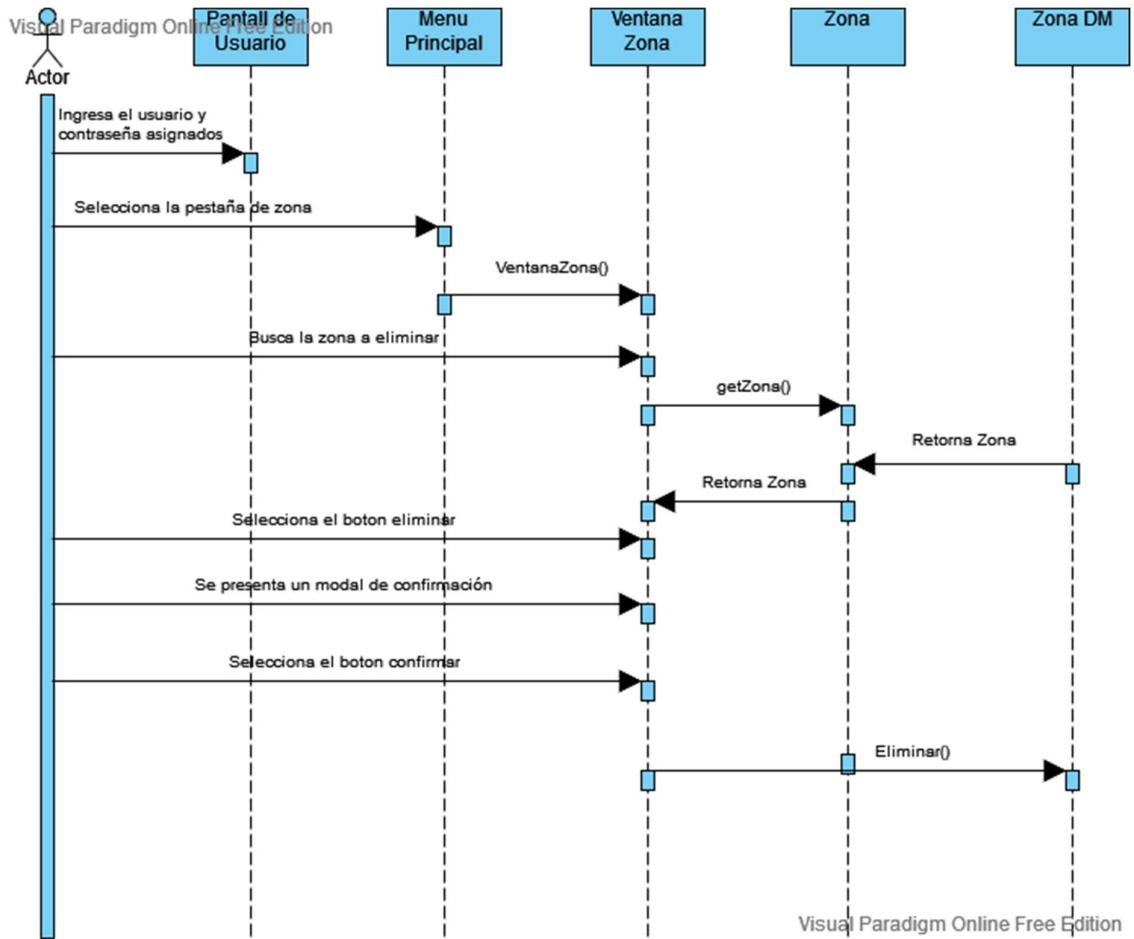 Visual Paradigm Online Free Edition
Pantall de
Usuario
Menu
Principal
Ventana
Zona
Zona
Zona DM
Actor
Ingresa el usuario y
contraseña asignados
Selecciona la pestaña de zona
VentanaZona()
Busca la zona a eliminar
getZona()
Retorna Zona
Retorna Zona
Selecciona el boton eliminar
Se presenta un modal de confirmación
Selecciona el boton confirmar
Eliminar()
Visual Paradigm Online Free Edition